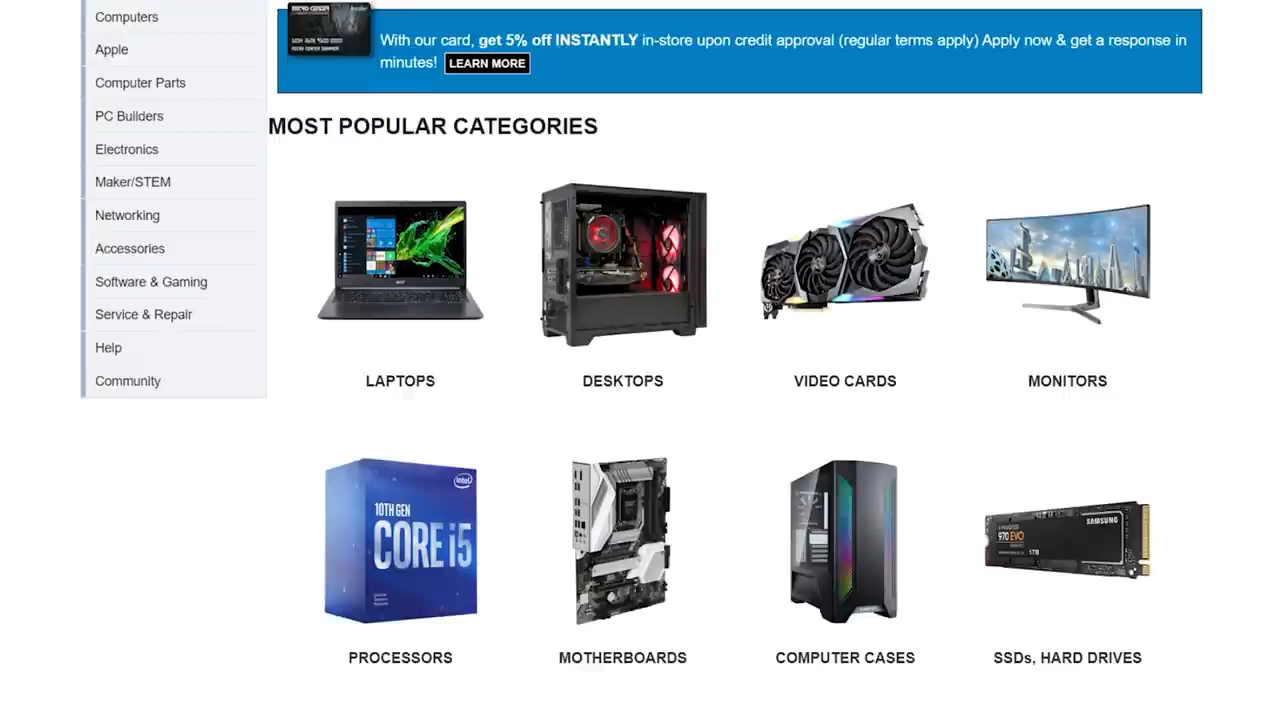 Computers
Apple
Computer Parts
PC Builders
Electronics
Maker/STEM
Networking
Accessories
Software & Gaming
Service & Repair
Help
Community
With our card, get 5% off INSTANTLY in-store upon credit approval (regular terms apply) Apply now & get a response in
minutes! LEARN MORE
MOST POPULAR CATEGORIES
LAPTOPS
DESKTOPS
VIDEO CARDS
MONITORS
intel
10TH GEN
CORE i5
SAMSUNG
970 EVO
1TB
PROCESSORS
MOTHERBOARDS
COMPUTER CASES
SSDs, HARD DRIVES